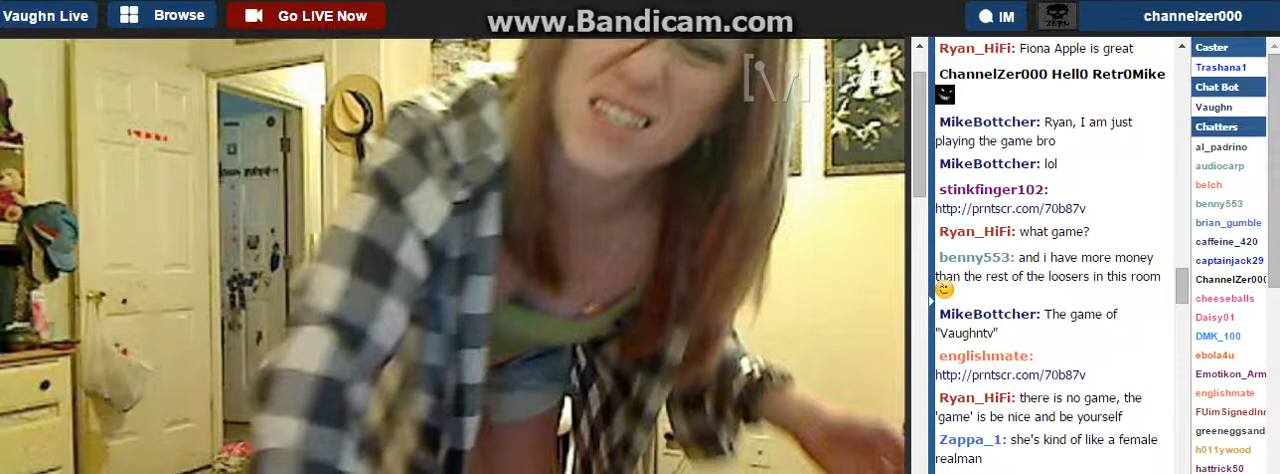 Vaughn Live
Browse
Go LIVE Now
www.Bandicam.com
IM
channelzer000
Ryan_HiFi: Fiona Apple is great
ChannelZer000 Hell0 Retr0Mike
MikeBottcher: Ryan, I am just
playing the game bro
MikeBottcher: lol
stinkfinger102:
http://prntscr.com/70b87v
Ryan_HiFi: what game?
benny553: and i have more money
than the rest of the loosers in this room
MikeBottcher: The game of
"Vaughntv"
englishmate:
http://prntscr.com/70b87v
Ryan_HiFi: there is no game, the
'game' is be nice and be yourself
Zappa_1: she's kind of like a female
realman
Caster
Trashana1
Chat Bot
Vaughn
Chatters
al_padrino
audiocarp
belch
benny553
brian_gumble
caffeine_420
captainjack29
ChannelZer000
cheeseballs
Daisy01
DMK_100
ebola4u
Emotikon_Arm
englishmate
FUimSignedInn
greeneggsand
h011ywood
hattrick50